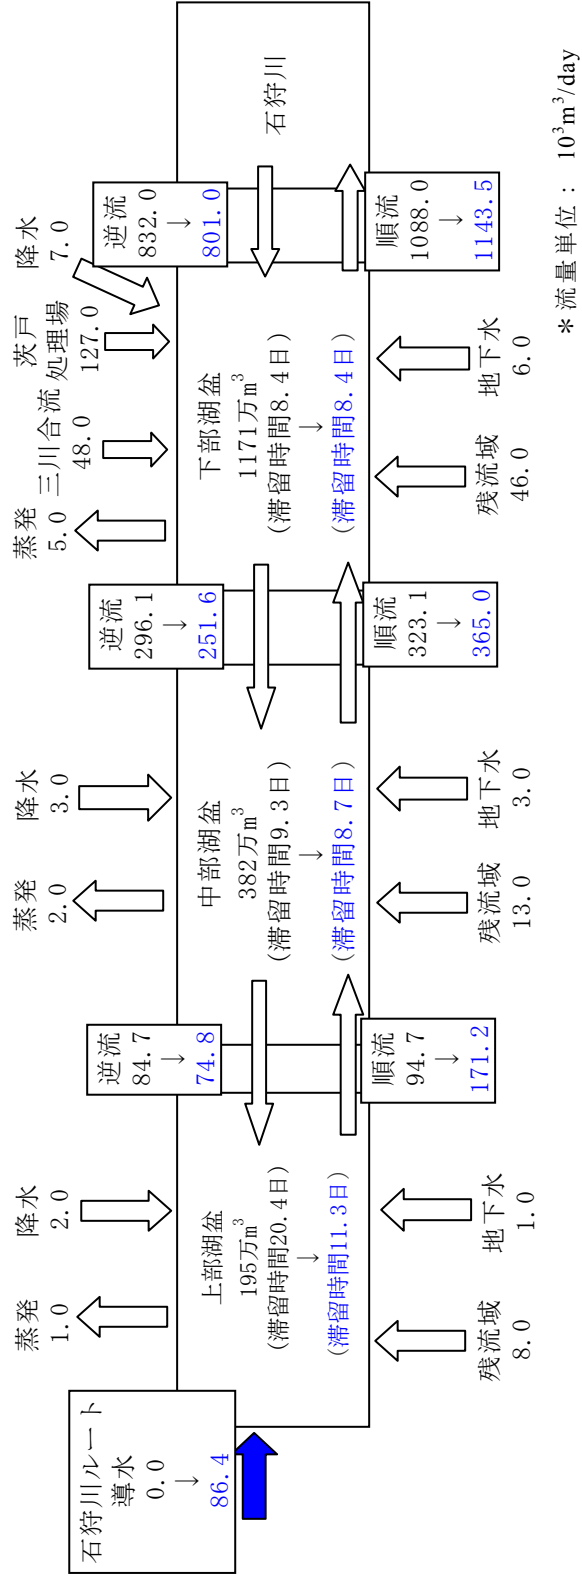 石狩川ルート
導水
0.0
→
86.4
蒸発
1.0
降水
2.0
逆流
84.7
→
74.8
蒸発
2.0
降水
3.0
逆流
296.1
→
251.6
蒸発
5.0
三川合流
48.0
茨戸
処理場
127.0
降水
7.0
逆流
832.0
→
801.0
上部湖盆
195万m³
(滞留時間20.4日)
→
(滞留時間11.3日)
中部湖盆
382万m³
(滞留時間9.3日)
→
(滞留時間8.7日)
下部湖盆
1171万m³
(滞留時間8.4日)
→
(滞留時間8.4日)
石狩川
残流域
8.0
地下水
1.0
順流
94.7
→
171.2
残流域
13.0
地下水
3.0
順流
323.1
→
365.0
残流域
46.0
地下水
6.0
順流
1088.0
→
1143.5
＊流量単位： 10³m³/day